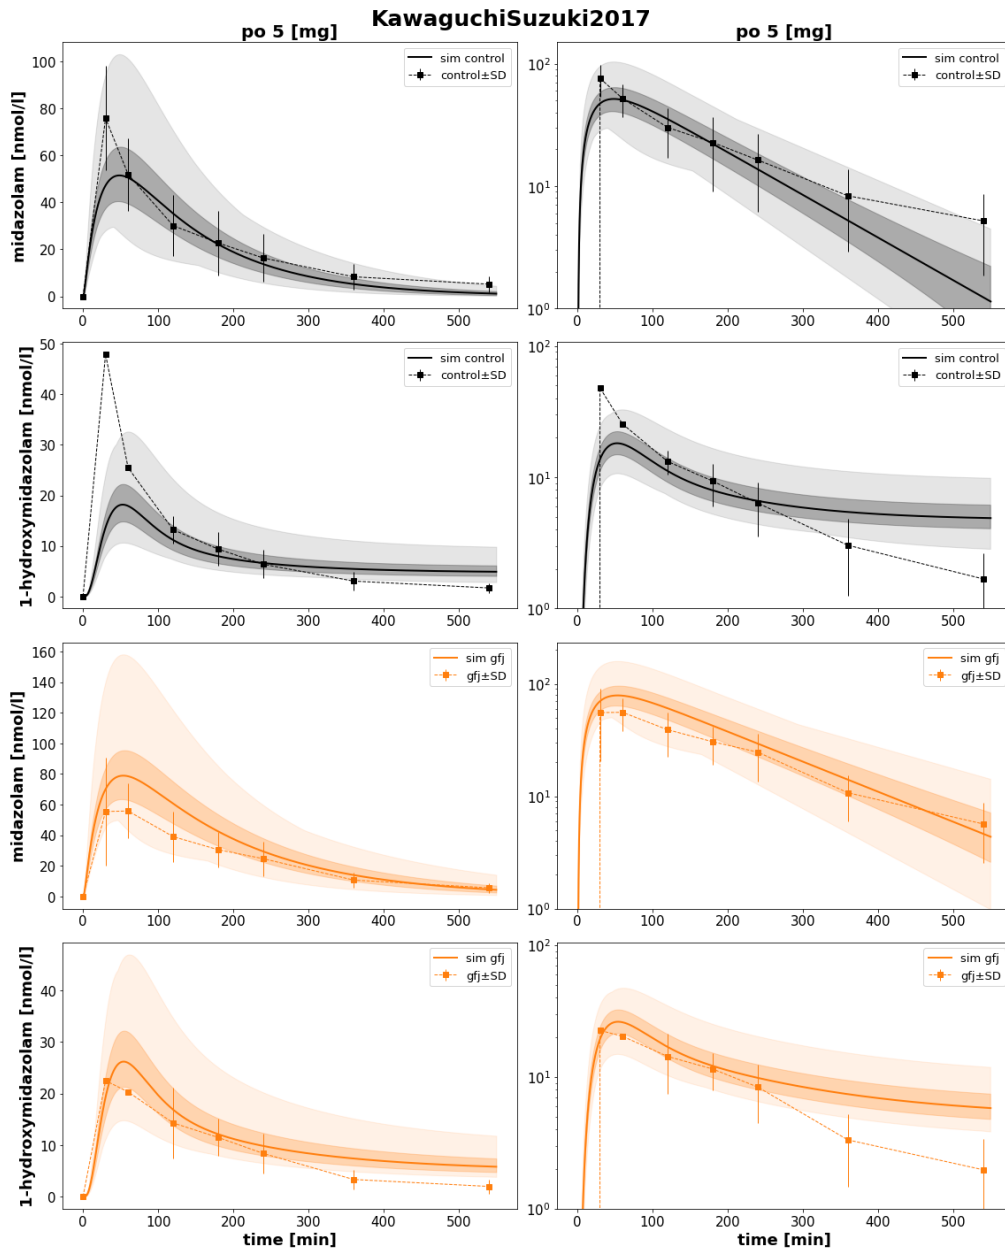 KawaguchiSuzuki2017
po 5 [mg]
po 5 [mg]
midazolam [nmol/l]
100
80
60
40
20
0
0 100 200 300 400 500
sim control
control±SD
10²
10¹
10⁰
0 100 200 300 400 500
sim control
control±SD
1-hydroxymidazolam [nmol/l]
50
40
30
20
10
0
0 100 200 300 400 500
sim control
control±SD
10²
10¹
10⁰
0 100 200 300 400 500
sim control
control±SD
midazolam [nmol/l]
160
140
120
100
80
60
40
20
0
0 100 200 300 400 500
sim gfj
gfj±SD
10²
10¹
10⁰
0 100 200 300 400 500
sim gfj
gfj±SD
1-hydroxymidazolam [nmol/l]
40
30
20
10
0
0 100 200 300 400 500
time [min]
sim gfj
gfj±SD
10²
10¹
10⁰
0 100 200 300 400 500
time [min]
sim gfj
gfj±SD